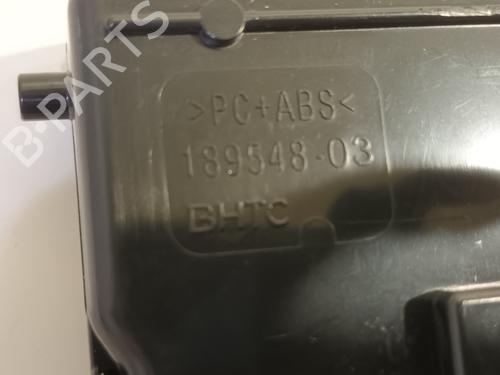 B-PARTS
>PC+ABS<
189548-03
BHTC